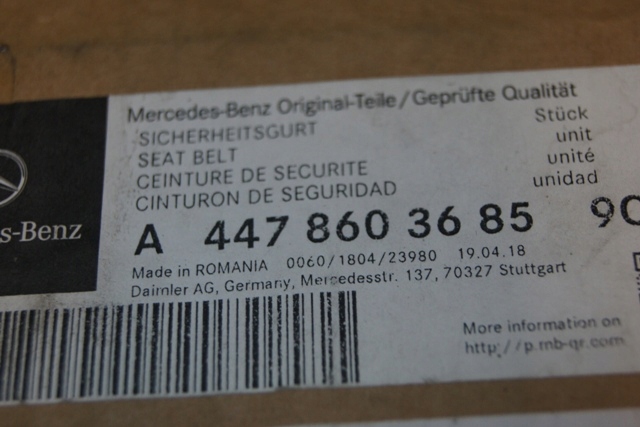 Mercedes-Benz Original-Teile/Geprüfte Qualität
SICHERHEITSGURT Stück
SEAT BELT unit
CEINTURE DE SECURITE unité
CINTURON DE SEGURIDAD unidad
s-Benz
A 447 860 36 85 90
Made in ROMANIA 0060/1804/23980 19.04.18
Daimler AG, Germany, Mercedesstr. 137, 70327 Stuttgart
More information on
http://p.mb-qr.com